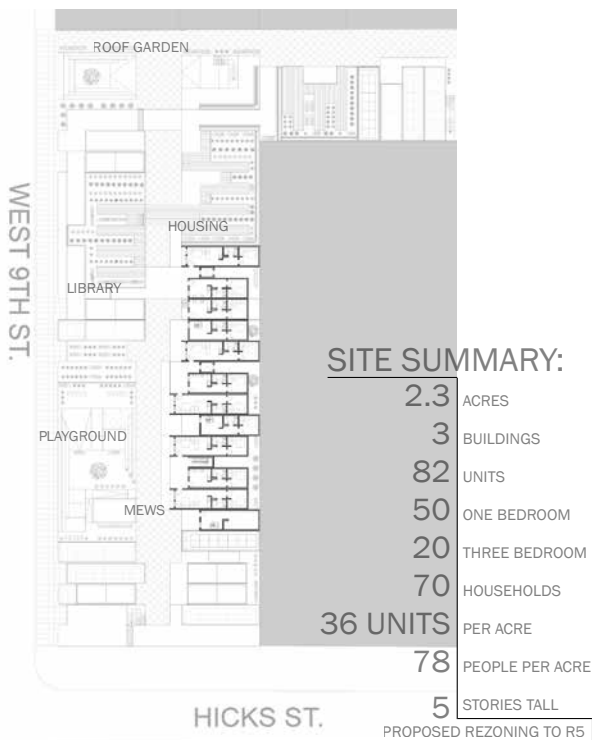 ROOF GARDEN
HOUSING
LIBRARY
PLAYGROUND
MEWS
WEST 9TH ST.
HICKS ST.
SITE SUMMARY:
2.3 ACRES
3 BUILDINGS
82 UNITS
50 ONE BEDROOM
20 THREE BEDROOM
70 HOUSEHOLDS
36 UNITS PER ACRE
78 PEOPLE PER ACRE
5 STORIES TALL
PROPOSED REZONING TO R5